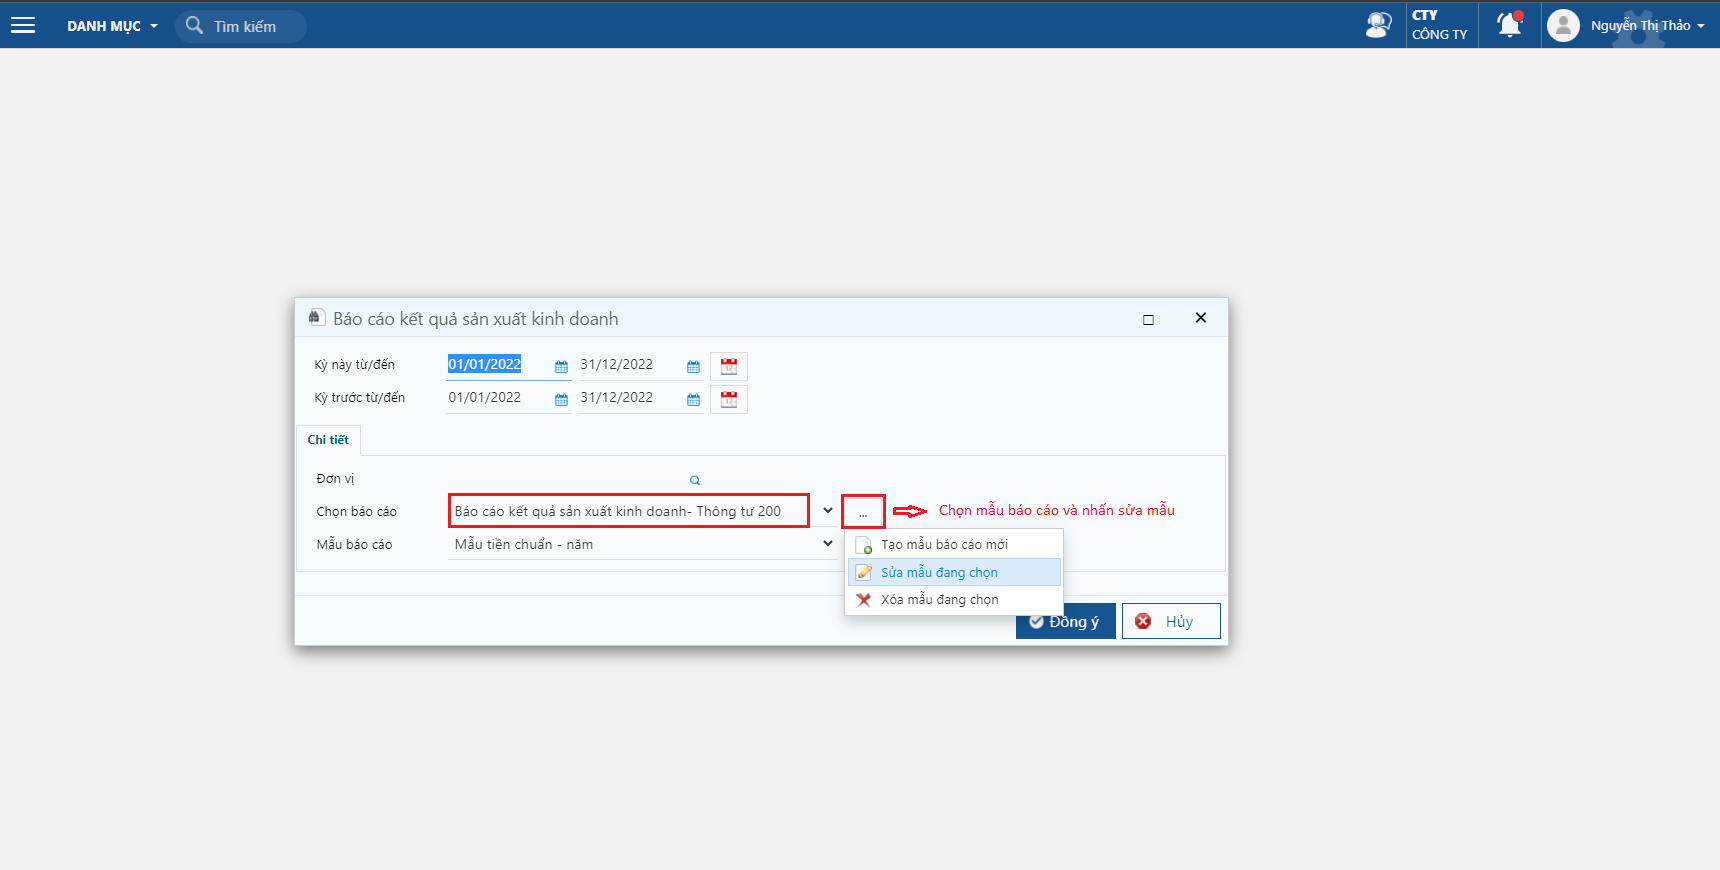 DANH MỤC
Tìm kiếm
CTY
CÔNG TY
Nguyễn Thị Thảo
Báo cáo kết quả sản xuất kinh doanh
Kỳ này từ/đến 01/01/2022 31/12/2022
Kỳ trước từ/đến 01/01/2022 31/12/2022
Chi tiết
Đơn vị
Chọn báo cáo Báo cáo kết quả sản xuất kinh doanh- Thông tư 200 ... Chọn mẫu báo cáo và nhấn sửa mẫu
Mẫu báo cáo Mẫu tiền chuẩn - năm
Tạo mẫu báo cáo mới
Sửa mẫu đang chọn
Xóa mẫu đang chọn
Đồng ý
Hủy